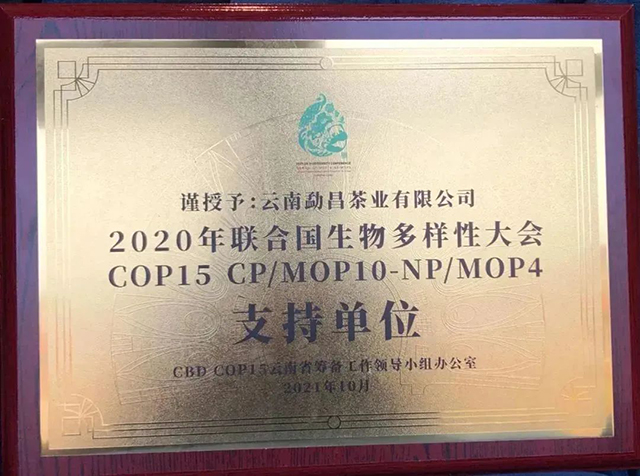 谨授予:云南勐昌茶业有限公司
2020年联合国生物多样性大会
COP15 CP/MOP10-NP/MOP4
支持单位
CBD COP15云南省筹备工作领导小组办公室
2021年10月